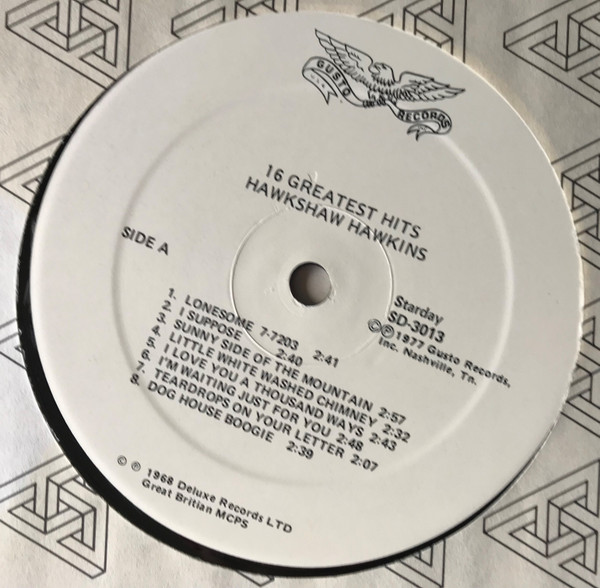 GUSTO
RECORDS
16 GREATEST HITS
HAWKSHAW HAWKINS
SIDE A
Starday
SD-3013
©℗1977 Gusto Records,
Inc. Nashville, Tn.
1. LONESOME 7-7203 2:41
2. I SUPPOSE 2:40
3. SUNNY SIDE OF THE MOUNTAIN 2:57
4. LITTLE WHITE WASHED CHIMNEY 2:32
5. I LOVE YOU A THOUSAND WAYS 2:43
6. I'M WAITING JUST FOR YOU 2:48
7. TEARDROPS ON YOUR LETTER 2:07
8. DOG HOUSE BOOGIE 2:39
© ℗ 1968 Deluxe Records LTD
Great Britian MCPS